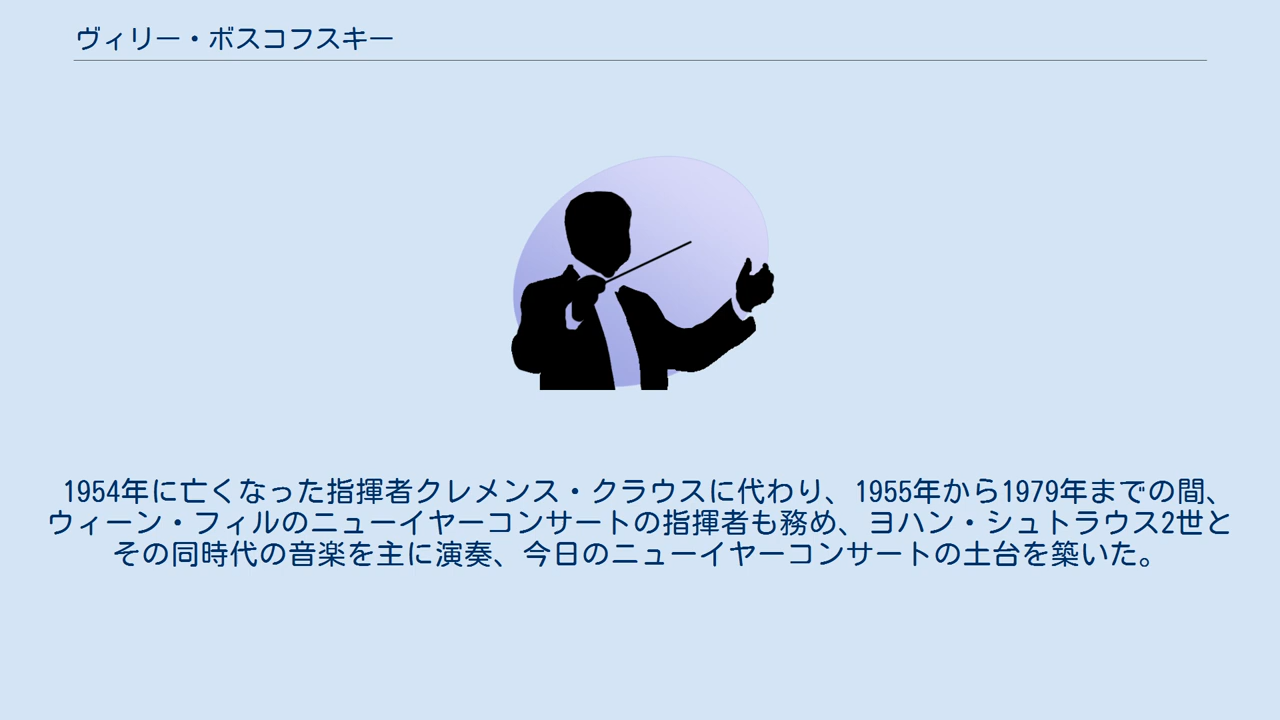 ヴィリー・ボスコフスキー
1954年に亡くなった指揮者クレメンス・クラウスに代わり、1955年から1979年までの間、
ウィーン・フィルのニューイヤーコンサートの指揮者も務め、ヨハン・シュトラウス2世と
その同時代の音楽を主に演奏、今日のニューイヤーコンサートの土台を築いた。